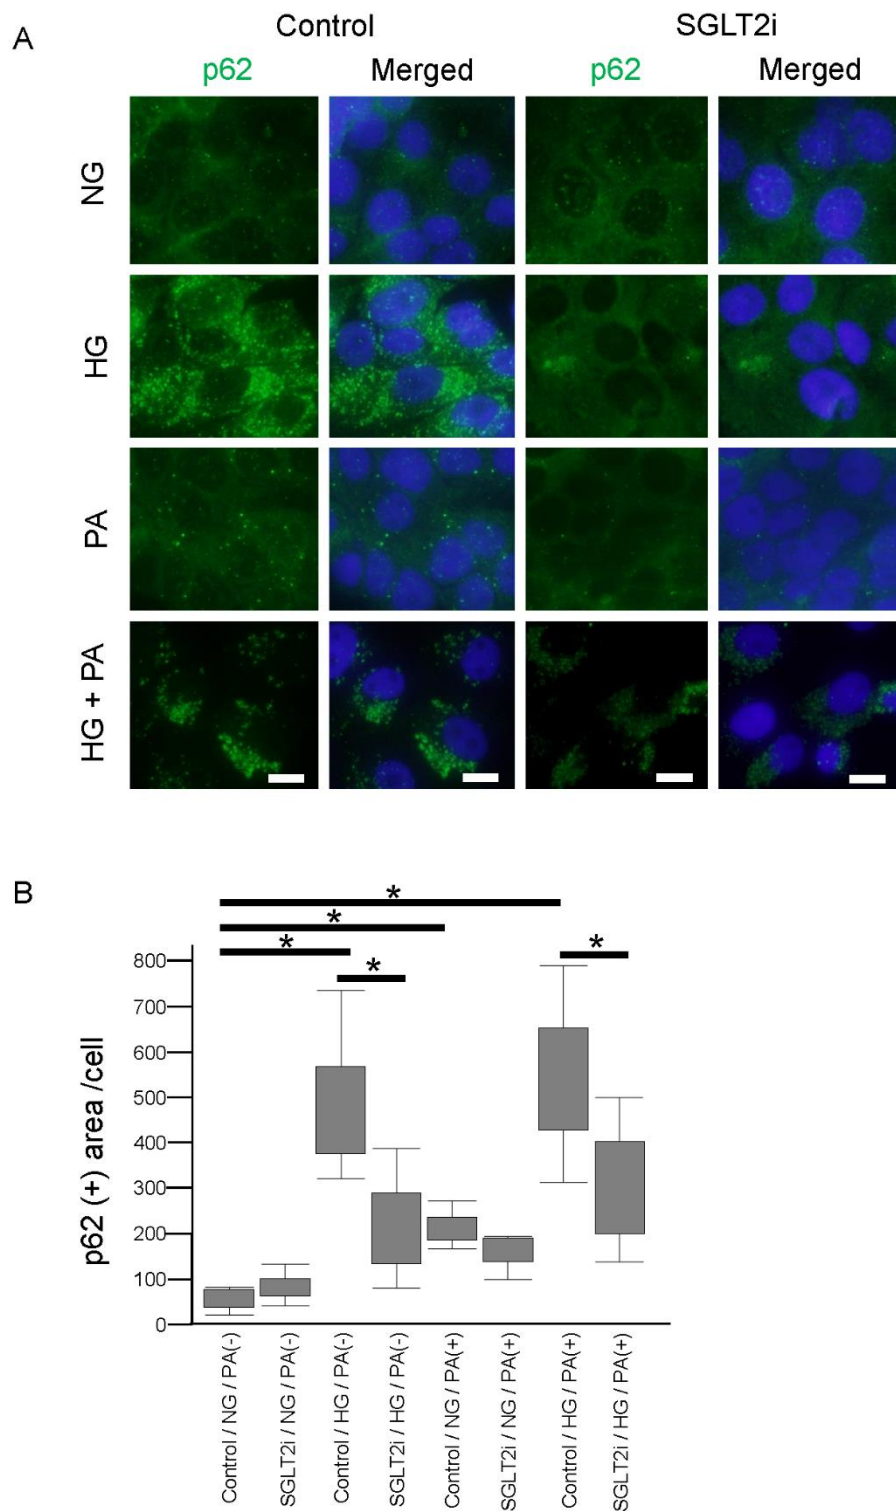 A
Control
SGLT2i
p62
Merged
p62
Merged
NG
HG
PA
HG + PA
B
*
*
*
*
*
p62 (+) area /cell
800
700
600
500
400
300
200
100
0
Control / NG / PA(-)
SGLT2i / NG / PA(-)
Control / HG / PA(-)
SGLT2i / HG / PA(-)
Control / NG / PA(+)
SGLT2i / NG / PA(+)
Control / HG / PA(+)
SGLT2i / HG / PA(+)